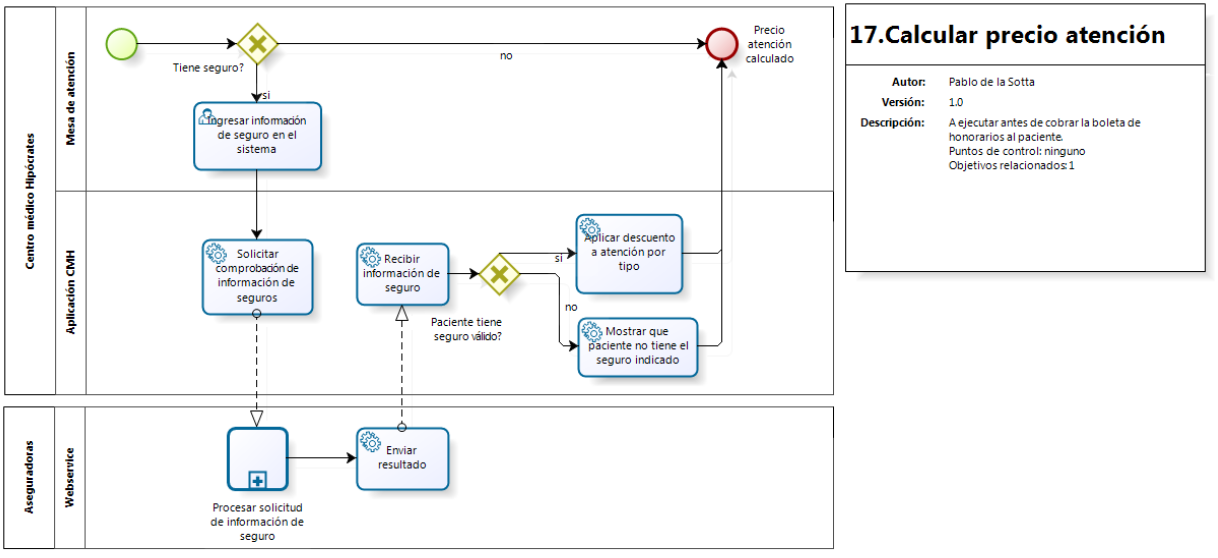 Centro médico Hipócrates
Mesa de atención
Tiene seguro?
no
Precio
atención
calculado
si
Ingresar información
de seguro en el
sistema
Aplicación CMH
Solicitar
comprobación de
información de
seguros
Recibir
información de
seguro
Paciente tiene
seguro válido?
si
Aplicar descuento
a atención por
tipo
no
Mostrar que
paciente no tiene el
seguro indicado
Aseguradoras
Webservice
Procesar solicitud
de información de
seguro
Enviar
resultado
17.Calcular precio atención
Autor: Pablo de la Sotta
Versión: 1.0
Descripción: A ejecutar antes de cobrar la boleta de
honorarios al paciente.
Puntos de control: ninguno
Objetivos relacionados:1